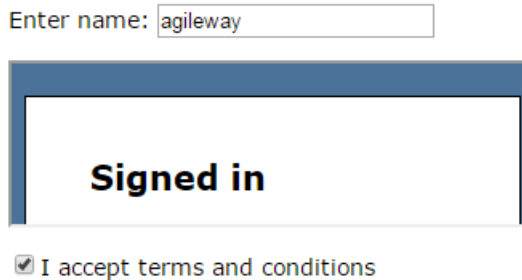 Enter name: agileway
Signed in
I accept terms and conditions